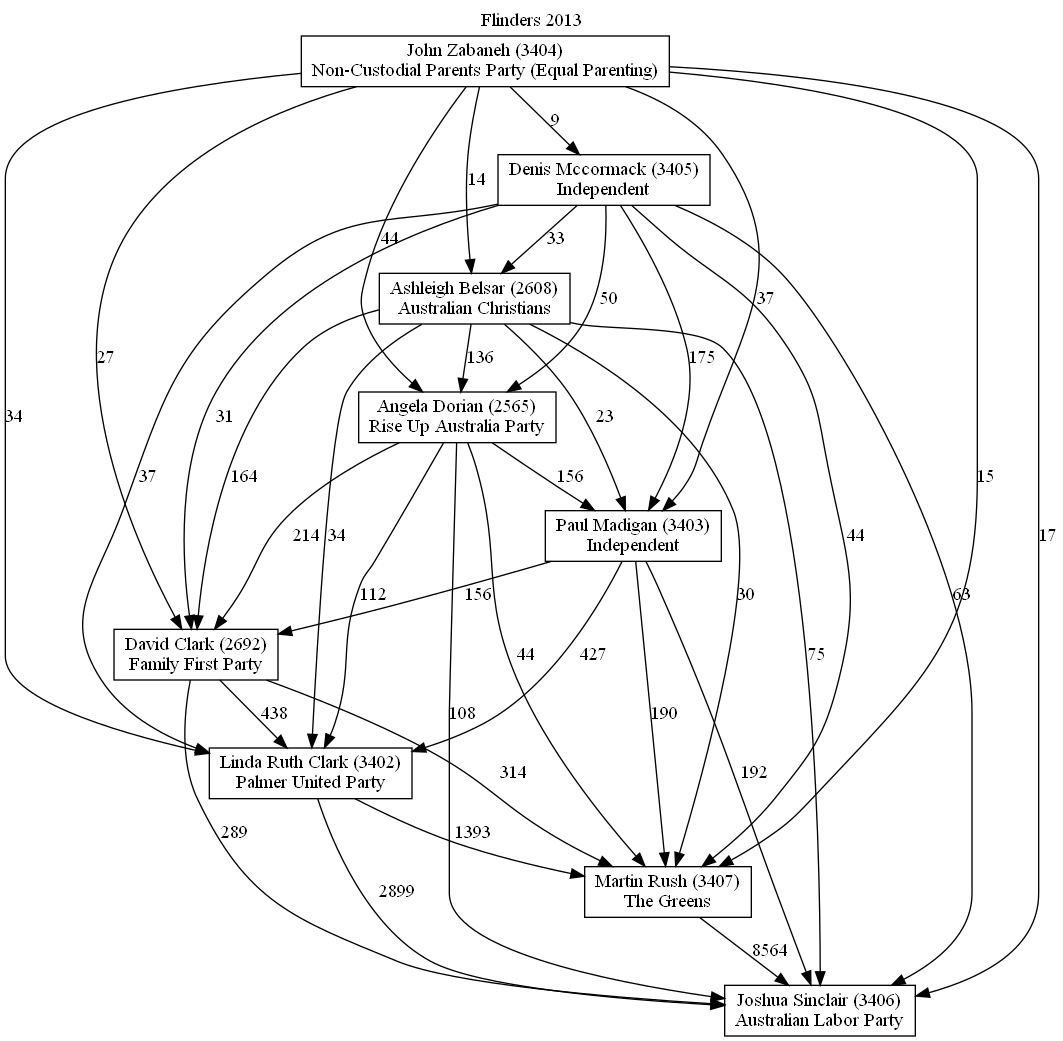 Flinders 2013
John Zabaneh (3404)
Non-Custodial Parents Party (Equal Parenting)
9
Denis Mccormack (3405)
Independent
14
33
44
Ashleigh Belsar (2608)
Australian Christians
50
37
27
136
175
Angela Dorian (2565)
Rise Up Australia Party
34
31
23
37
164
156
15
Paul Madigan (3403)
Independent
214
34
44
17
112
156
30
63
David Clark (2692)
Family First Party
44
427
75
438
108
190
Linda Ruth Clark (3402)
Palmer United Party
314
192
289
1393
2899
Martin Rush (3407)
The Greens
8564
Joshua Sinclair (3406)
Australian Labor Party